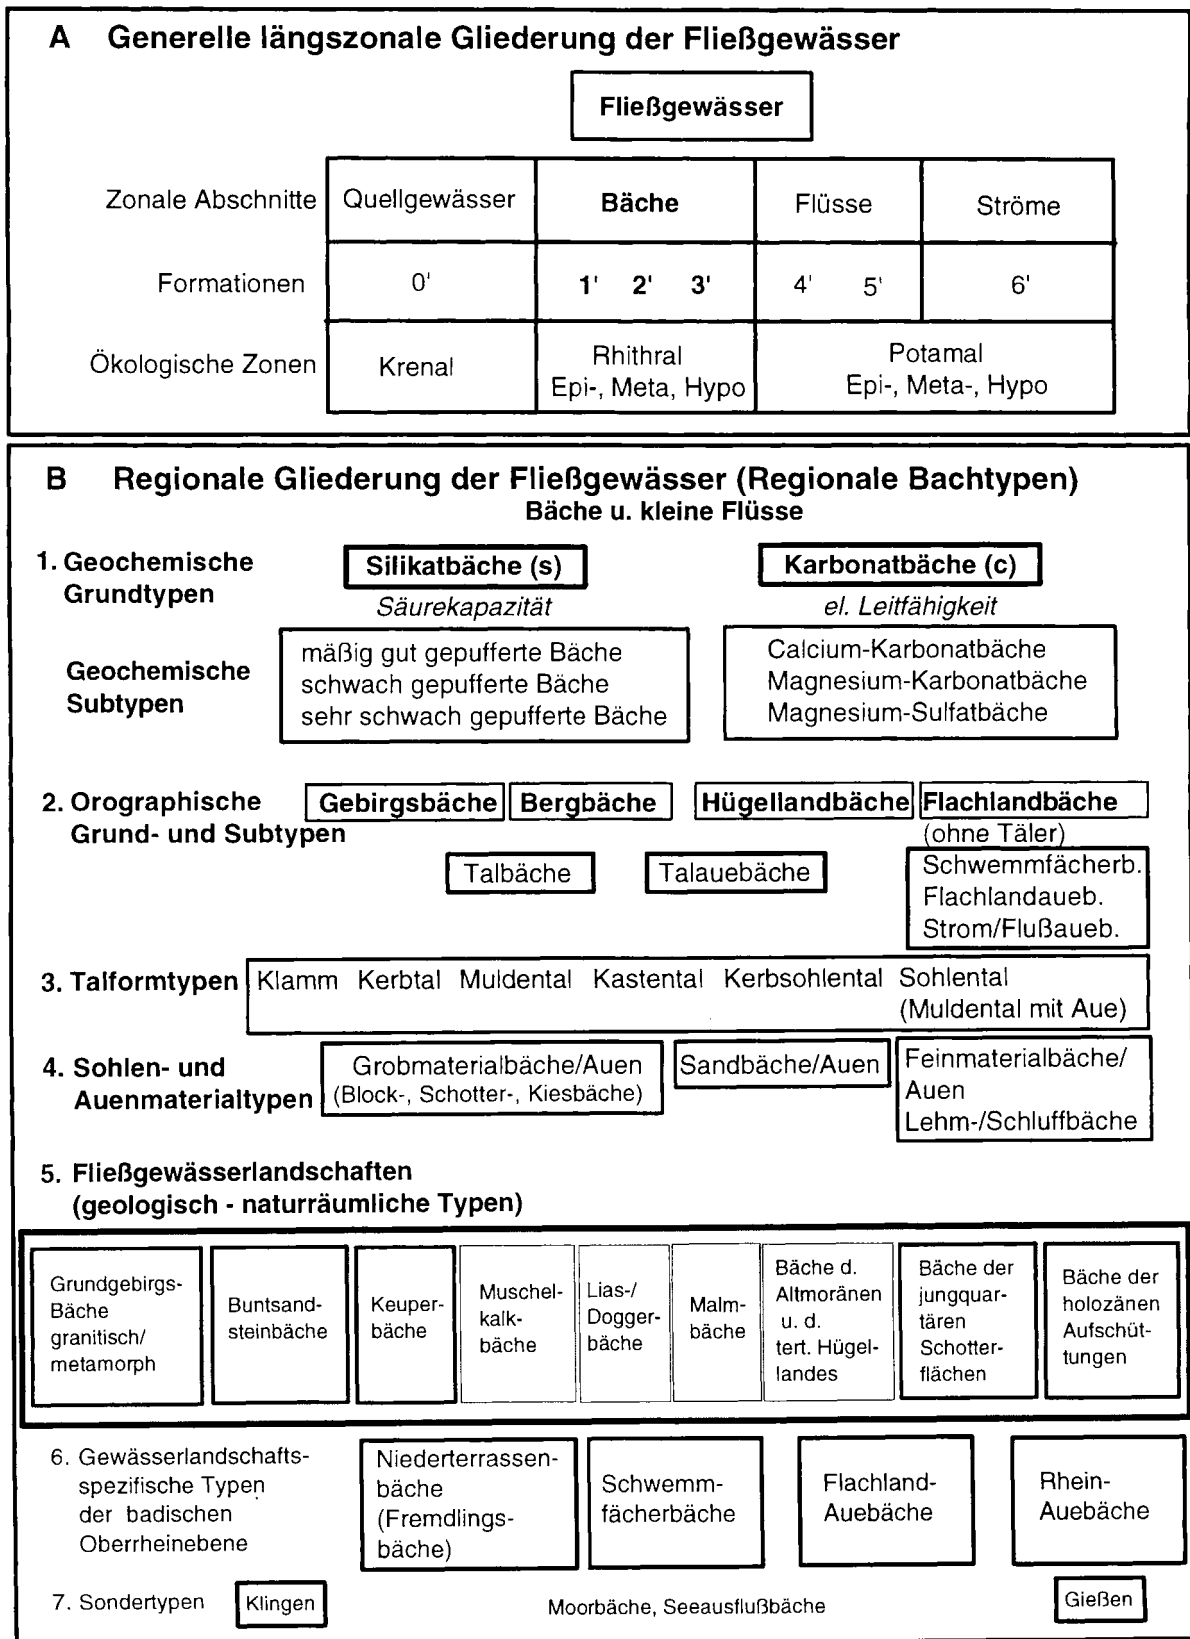 A Generelle längszonale Gliederung der Fließgewässer
Fließgewässer
Zonale Abschnitte Quellgewässer Bäche Flüsse Ströme
Formationen 0' 1' 2' 3' 4' 5' 6'
Ökologische Zonen Krenal Rhithral Potamal
Epi-, Meta, Hypo Epi-, Meta-, Hypo
B Regionale Gliederung der Fließgewässer (Regionale Bachtypen)
Bäche u. kleine Flüsse
1. Geochemische
Grundtypen
Silikatbäche (s) Karbonatbäche (c)
Säurekapazität el. Leitfähigkeit
Geochemische
Subtypen
mäßig gut gepufferte Bäche
schwach gepufferte Bäche
sehr schwach gepufferte Bäche
Calcium-Karbonatbäche
Magnesium-Karbonatbäche
Magnesium-Sulfatbäche
2. Orographische
Grund- und Subtypen
Gebirgsbäche Bergbäche Hügellandbäche Flachlandbäche
(ohne Täler)
Talbäche Talauebäche
Schwemmfächerb.
Flachlandaueb.
Strom/Flußaueb.
3. Talformtypen Klamm Kerbtal Muldental Kastental Kerbsohlental Sohlental
(Muldental mit Aue)
4. Sohlen- und
Auenmaterialtypen
Grobmaterialbäche/Auen
(Block-, Schotter-, Kiesbäche)
Sandbäche/Auen
Feinmaterialbäche/
Auen
Lehm-/Schluffbäche
5. Fließgewässerlandschaften
(geologisch - naturräumliche Typen)
Grundgebirgs-
Bäche
granitisch/
metamorph
Buntsand-
steinbäche
Keuper-
bäche
Muschel-
kalk-
bäche
Lias-/
Dogger-
bäche
Malm-
bäche
Bäche d.
Altmoränen
u. d.
tert. Hügel-
landes
Bäche der
jungquar-
tären
Schotter-
flächen
Bäche der
holozänen
Aufschüt-
tungen
6. Gewässerlandschafts-
spezifische Typen
der badischen
Oberrheinebene
Niederterrassen-
bäche
(Fremdlings-
bäche)
Schwemm-
fächerbäche
Flachland-
Auebäche
Rhein-
Auebäche
7. Sondertypen Klingen Moorbäche, Seeausflußbäche Gießen